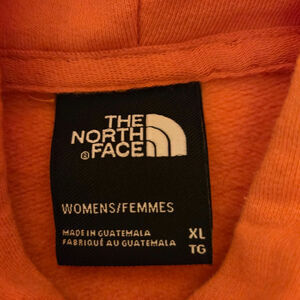 THE
NORTH
® FACE
WOMENS/FEMMES
MADE IN GUATEMALA
FABRIQUÉ AU GUATEMALA
XL
TG